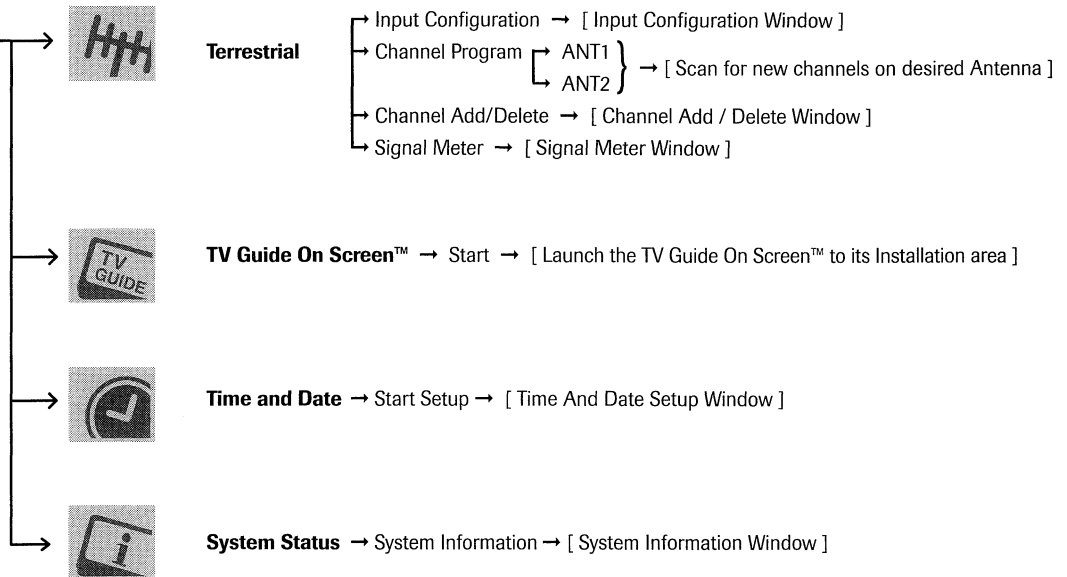 Terrestrial
Input Configuration → [ Input Configuration Window ]
Channel Program → ANT1
→ ANT2
} → [ Scan for new channels on desired Antenna ]
Channel Add/Delete → [ Channel Add / Delete Window ]
Signal Meter → [ Signal Meter Window ]
TV
GUIDE
TV Guide On Screen™ → Start → [ Launch the TV Guide On Screen™ to its Installation area ]
Time and Date → Start Setup → [ Time And Date Setup Window ]
i
System Status → System Information → [ System Information Window ]